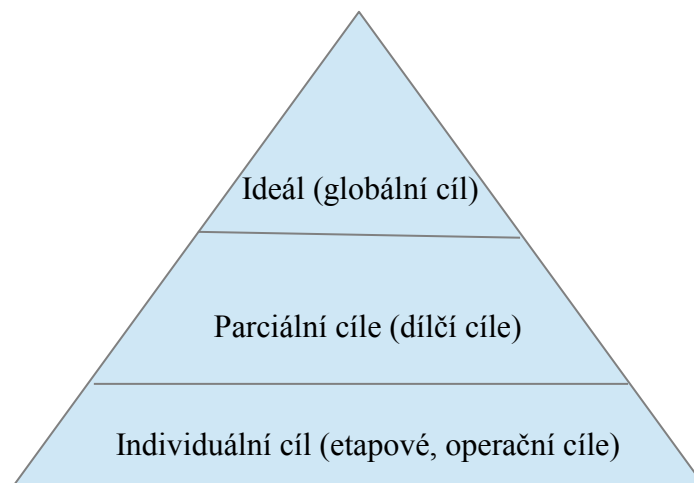 Ideál (globální cíl)
Parciální cíle (dílčí cíle)
Individuální cíl (etapové, operační cíle)